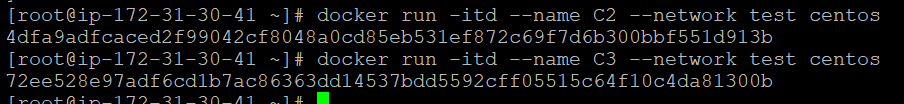 [root@ip-172-31-30-41 ~]# docker run -itd --name C2 --network test centos
4dfa9adfcaced2f99042cf8048a0cd85eb531ef872c69f7d6b300bbf551d913b
[root@ip-172-31-30-41 ~]# docker run -itd --name C3 --network test centos
72ee528e97adf6cd1b7ac86363dd14537bdd5592cff05515c64f10c4da81300b
[root@ip-172-31-30-41 ~]#